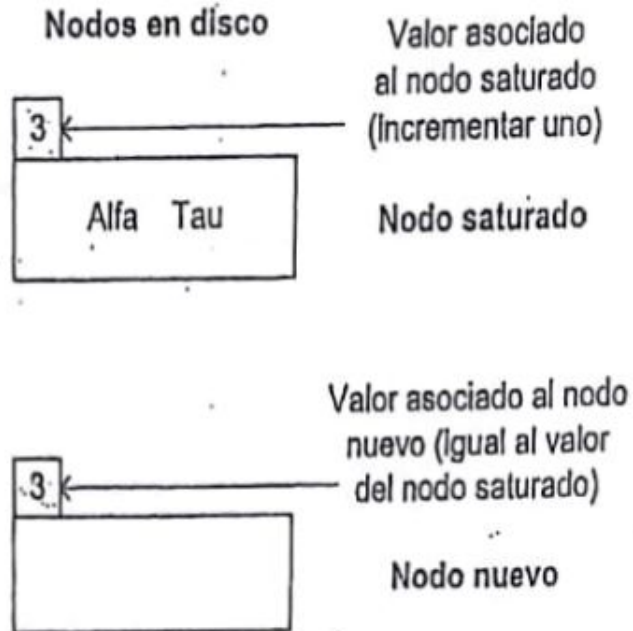 Nodos en disco
Valor asociado
al nodo saturado
(incrementar uno)
3
Alfa Tau
Nodo saturado
Valor asociado al nodo
nuevo (igual al valor
del nodo saturado)
3
Nodo nuevo